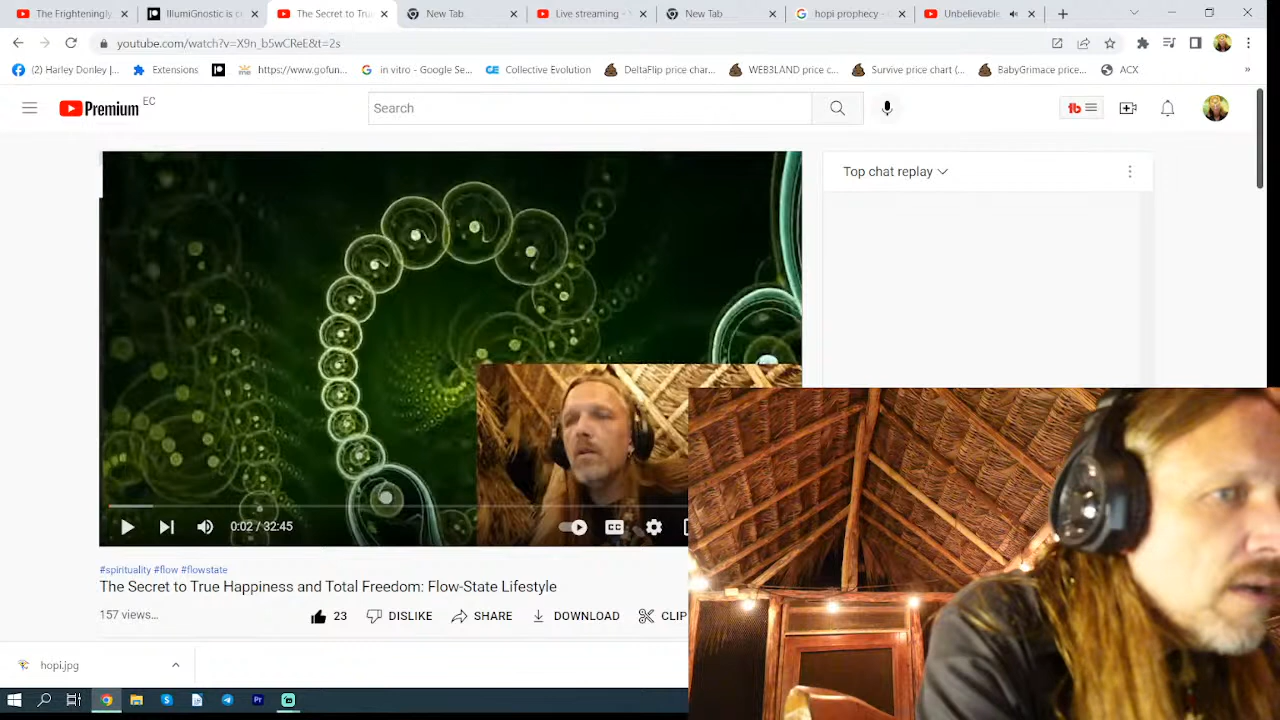 The Frighteningly
IllumiGnostic is c
The Secret to Tru
New Tab
Live streaming - Y
New Tab
hopi prophecy - G
Unbelievable
youtube.com/watch?v=X9n_b5wCReE&t=2s
(2) Harley Donley |...
Extensions
https://www.gofun...
in vitro - Google Se...
Collective Evolution
DeltaFlip price char...
WEB3LAND price c...
Survive price chart (...
BabyGrimace price...
ACX
»
Premium
EC
Search
tb
Top chat replay
0:02 / 32:45
CC
#spirituality #flow #flowstate
The Secret to True Happiness and Total Freedom: Flow-State Lifestyle
157 views...
23
DISLIKE
SHARE
DOWNLOAD
CLIP
hopi.jpg